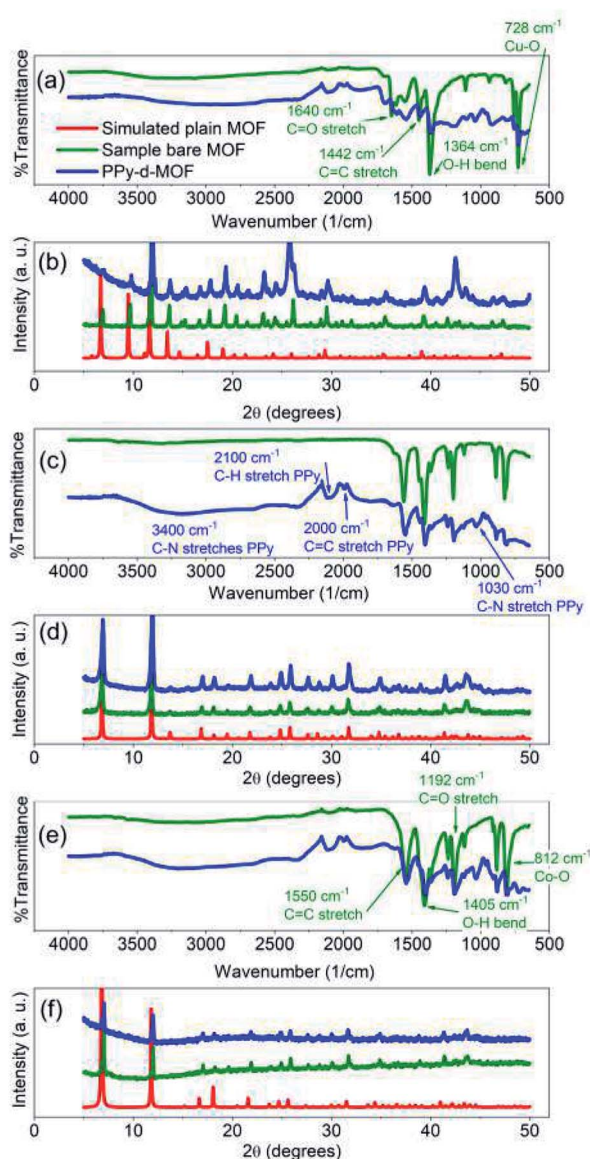 728 cm-1
Cu-O
(a)
%Transmittance
1640 cm-1
C=O stretch
Simulated plain MOF
Sample bare MOF
PPy-d-MOF
1442 cm-1
C=C stretch
1364 cm-1
O-H bend
4000 3500 3000 2500 2000 1500 1000 500
Wavenumber (1/cm)
(b)
Intensity (a. u.)
0 10 20 30 40 50
2θ (degrees)
(c)
%Transmittance
2100 cm-1
C-H stretch PPy
3400 cm-1
C-N stretches PPy
2000 cm-1
C=C stretch PPy
4000 3500 3000 2500 2000 1500 1000 500
Wavenumber (1/cm)
1030 cm-1
C-N stretch PPy
(d)
Intensity (a. u.)
0 10 20 30 40 50
2θ (degrees)
1192 cm-1
C=O stretch
(e)
%Transmittance
812 cm-1
Co-O
1550 cm-1
C=C stretch
1405 cm-1
O-H bend
4000 3500 3000 2500 2000 1500 1000 500
Wavenumber (1/cm)
(f)
Intensity (a. u.)
0 10 20 30 40 50
2θ (degrees)